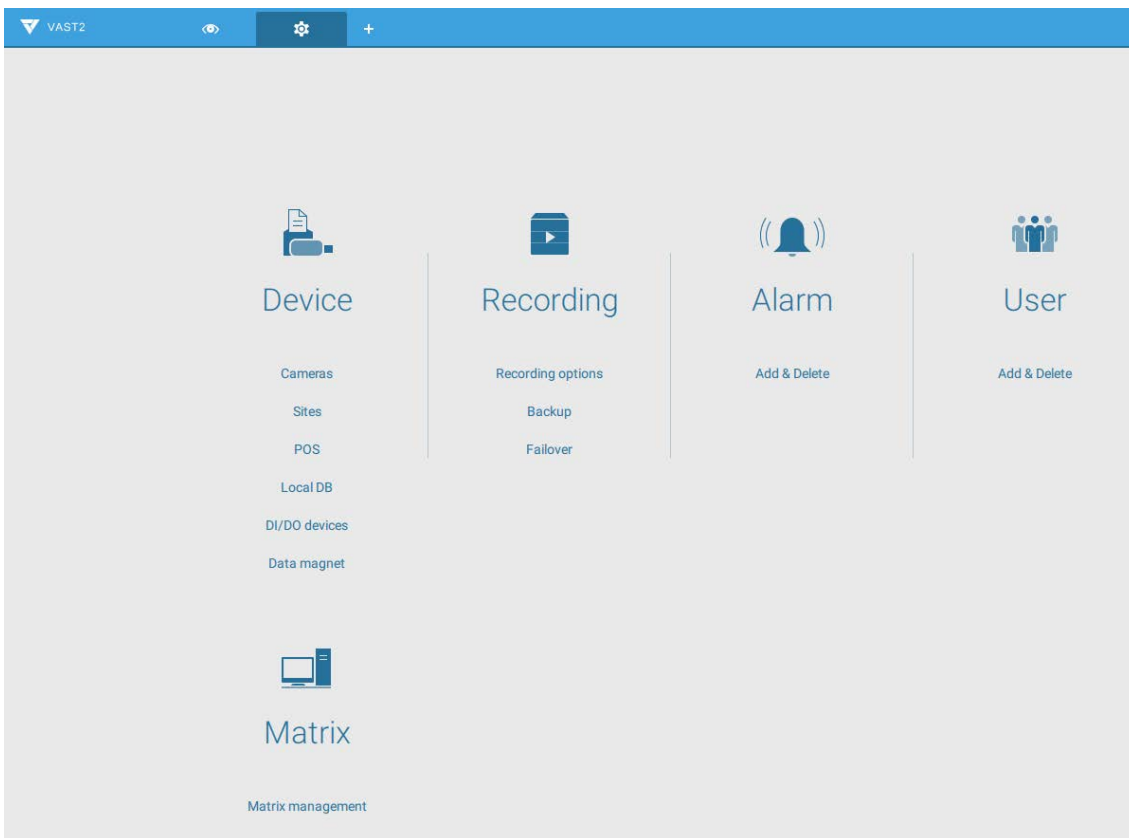 VAST2
Device
Cameras
Sites
POS
Local DB
DI/DO devices
Data magnet
Recording
Recording options
Backup
Failover
Alarm
Add & Delete
User
Add & Delete
Matrix
Matrix management